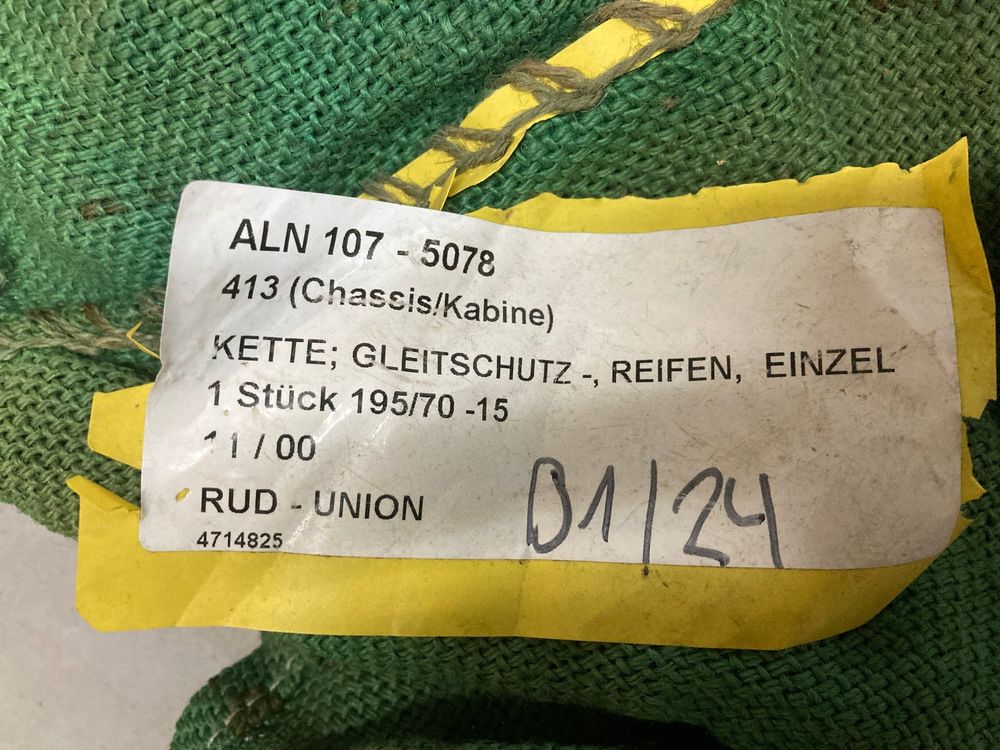 ALN 107 - 5078
413 (Chassis/Kabine)
KETTE; GLEITSCHUTZ -, REIFEN, EINZEL
1 Stück 195/70 -15
11 / 00
RUD - UNION
4714825
01/24